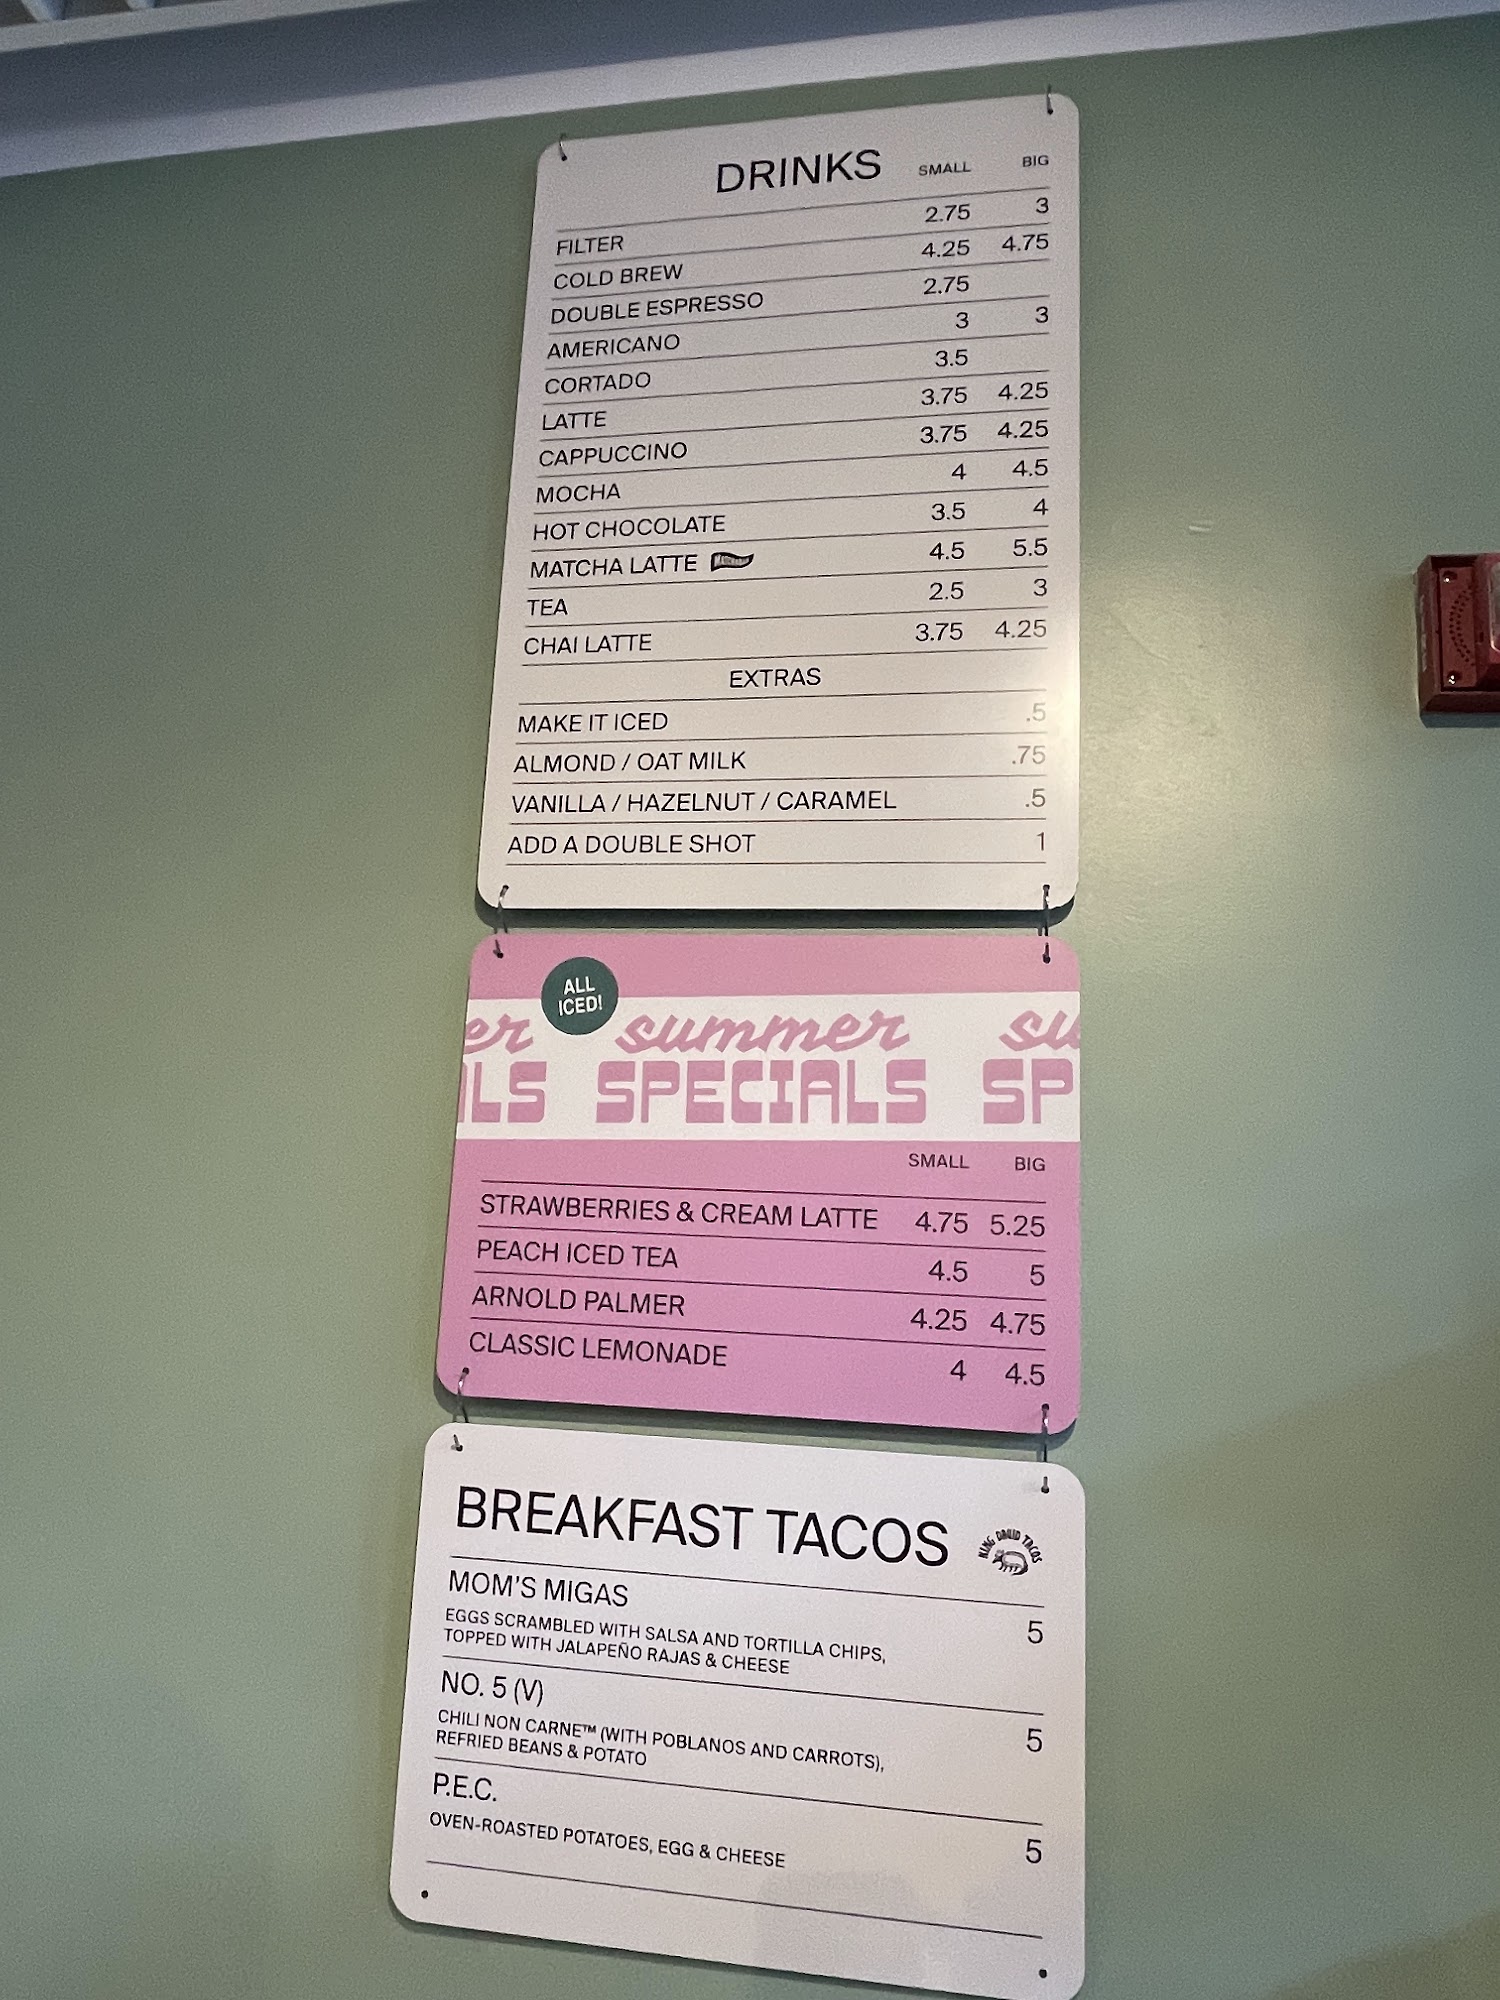 DRINKS SMALL BIG
FILTER 2.75 3
COLD BREW 4.25 4.75
DOUBLE ESPRESSO 2.75
AMERICANO 3 3
CORTADO 3.5
LATTE 3.75 4.25
CAPPUCCINO 3.75 4.25
MOCHA 4 4.5
HOT CHOCOLATE 3.5 4
MATCHA LATTE 4.5 5.5
TEA 2.5 3
CHAI LATTE 3.75 4.25
EXTRAS
MAKE IT ICED .5
ALMOND / OAT MILK .75
VANILLA / HAZELNUT / CARAMEL .5
ADD A DOUBLE SHOT 1
ALL
ICED!
er summer su
ALS SPECIALS SP
SMALL BIG
STRAWBERRIES & CREAM LATTE 4.75 5.25
PEACH ICED TEA 4.5 5
ARNOLD PALMER 4.25 4.75
CLASSIC LEMONADE 4 4.5
BREAKFAST TACOS KING DAVID TACOS
MOM'S MIGAS 5
EGGS SCRAMBLED WITH SALSA AND TORTILLA CHIPS,
TOPPED WITH JALAPEÑO RAJAS & CHEESE
NO. 5 (V) 5
CHILI NON CARNE™ (WITH POBLANOS AND CARROTS),
REFRIED BEANS & POTATO
P.E.C. 5
OVEN-ROASTED POTATOES, EGG & CHEESE